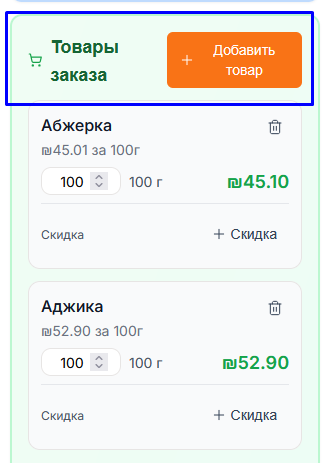 Товары
заказа
Добавить
товар
Абжерка
₪45.01 за 100г
100
100 г
₪45.10
Скидка
+ Скидка
Аджика
₪52.90 за 100г
100
100 г
₪52.90
Скидка
+ Скидка